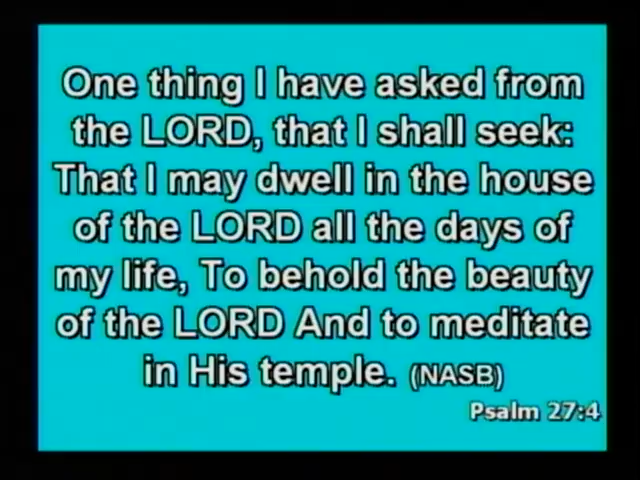 One thing I have asked from
the LORD, that I shall seek:
That I may dwell in the house
of the LORD all the days of
my life, To behold the beauty
of the LORD And to meditate
in His temple. (NASB)
Psalm 27:4